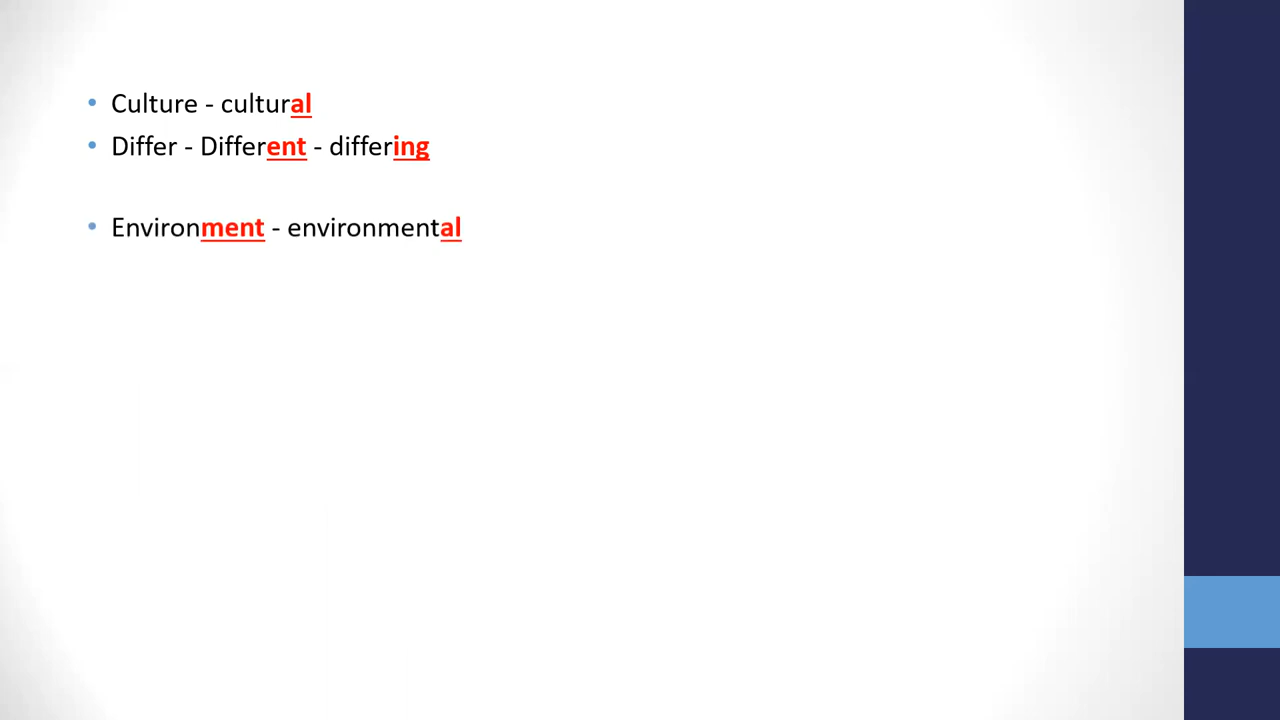 • Culture - cultural
• Differ - Different - differing
• Environment - environmental